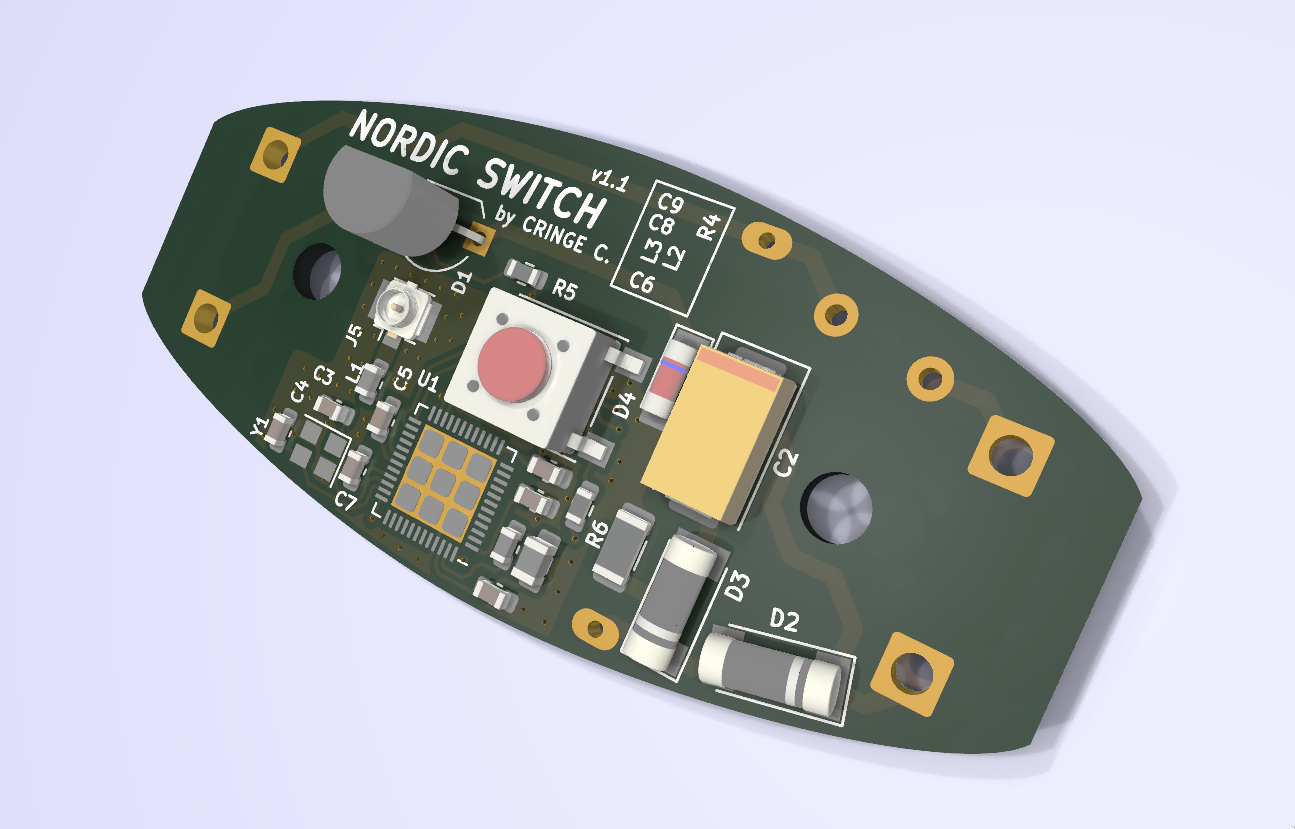 NORDIC SWITCH
v1.1
by CRINGE C.
C9
C8
R4
L3
L2
C6
D1
R5
J5
L1
C3
C4
C5
U1
Y1
C7
D4
C2
R6
D3
D2